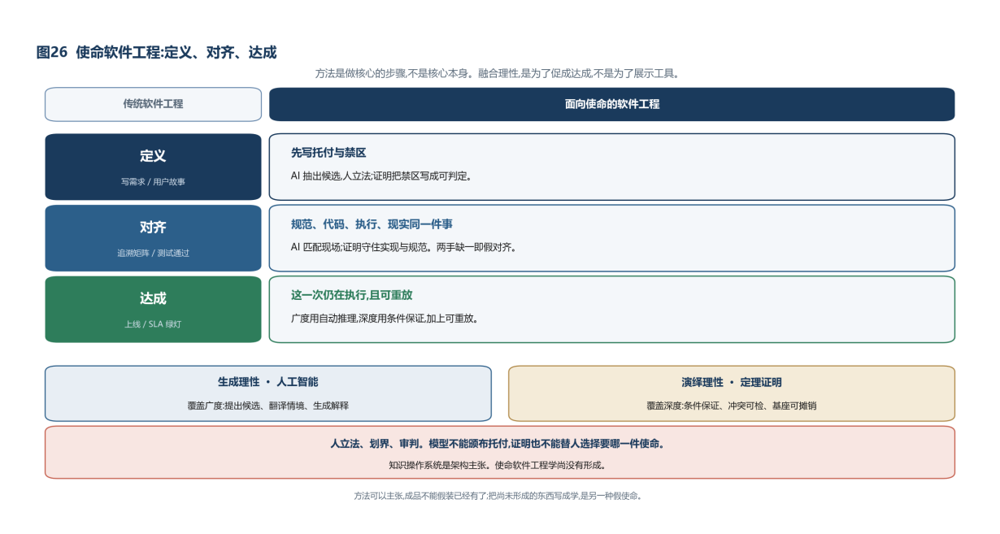 图26 使命软件工程:定义、对齐、达成
方法是做核心的步骤,不是核心本身。融合理性,是为了促成达成,不是为了展示工具。
传统软件工程
面向使命的软件工程
定义
写需求 / 用户故事
先写托付与禁区
AI 抽出候选,人立法;证明把禁区写成可判定。
对齐
追溯矩阵 / 测试通过
规范、代码、执行、现实同一件事
AI 匹配现场;证明守住实现与规范。两手缺一即假对齐。
达成
上线 / SLA 绿灯
这一次仍在执行,且可重放
广度用自动推理,深度用条件保证,加上可重放。
生成理性 · 人工智能
覆盖广度:提出候选、翻译情境、生成解释
演绎理性 · 定理证明
覆盖深度:条件保证、冲突可检、基座可摊销
人立法、划界、审判。模型不能颁布托付,证明也不能替人选择要哪一件使命。
知识操作系统是架构主张。使命软件工程学尚没有形成。
方法可以主张,成品不能假装已经有了;把尚未形成的东西写成学,是另一种假使命。